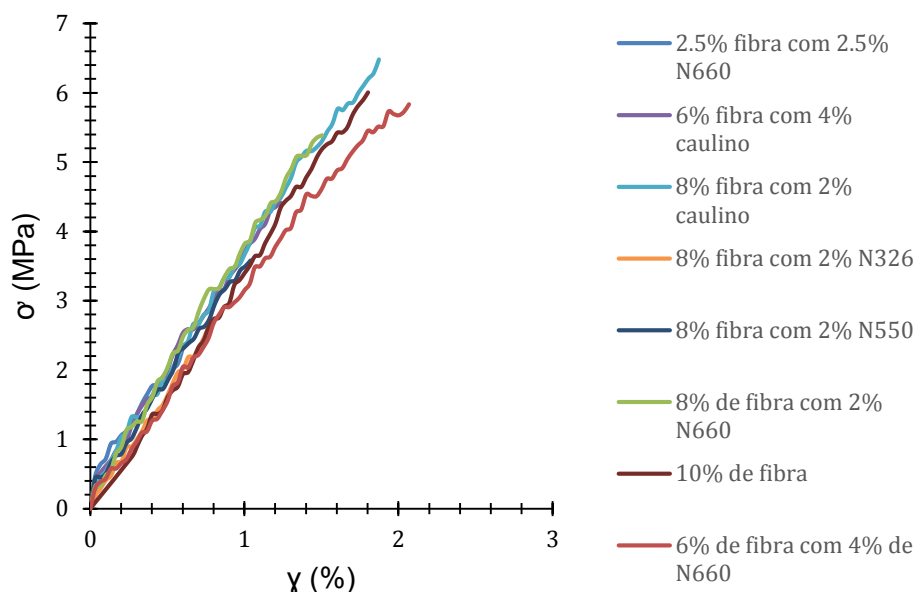 7
6
5
4
3
2
1
0
σ (MPa)
0 1 2 3
γ (%)
2.5% fibra com 2.5%
N660
6% fibra com 4%
caulino
8% fibra com 2%
caulino
8% fibra com 2% N326
8% fibra com 2% N550
8% de fibra com 2%
N660
10% de fibra
6% de fibra com 4% de
N660